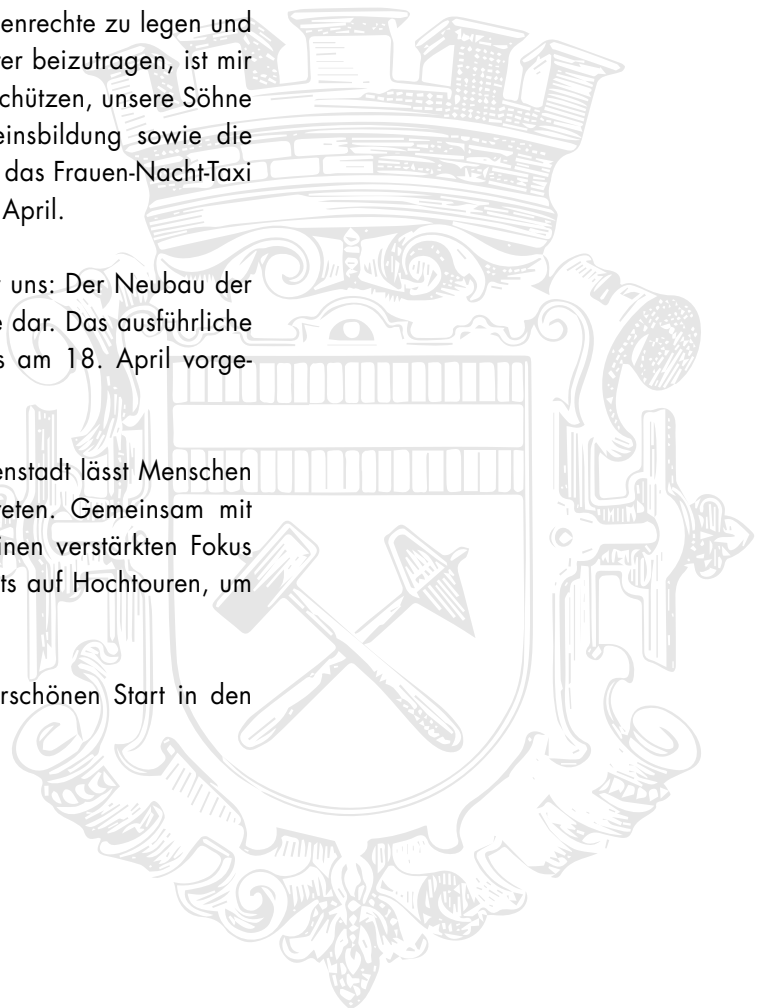 enrechte zu legen und
er beizutragen, ist mir
chützen, unsere Söhne
einsbildung sowie die
das Frauen-Nacht-Taxi
April.
uns: Der Neubau der
e dar. Das ausführliche
s am 18. April vorge-
enstadt lässt Menschen
reten. Gemeinsam mit
inen verstärkten Fokus
ts auf Hochtouren, um
rschönen Start in den